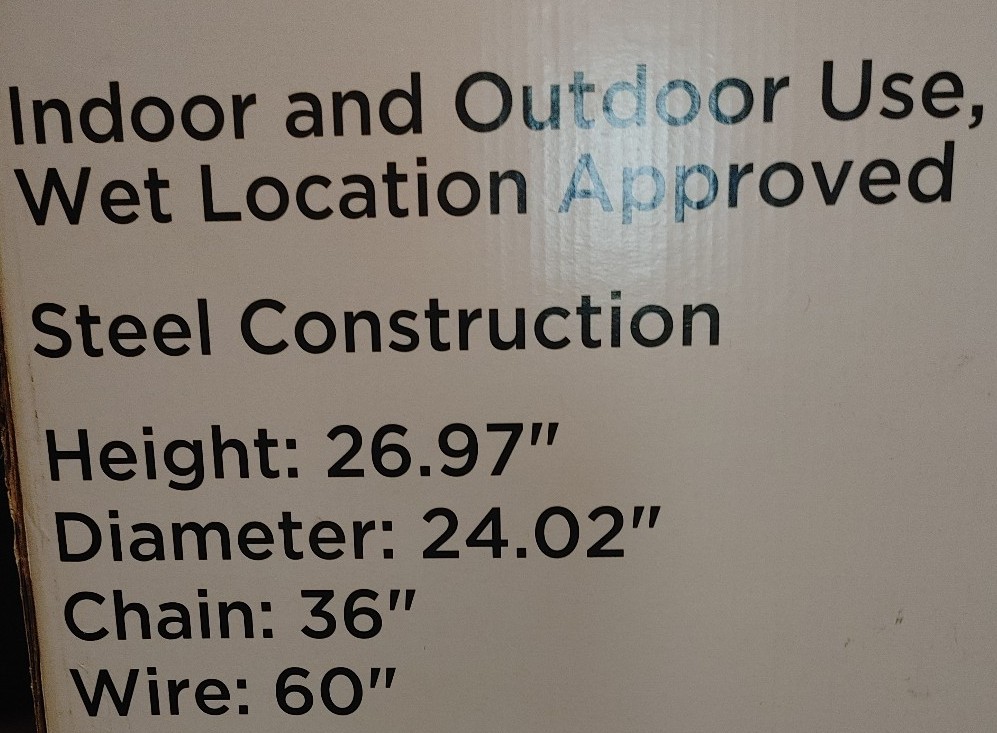 Indoor and Outdoor Use,
Wet Location Approved
Steel Construction
Height: 26.97"
Diameter: 24.02"
Chain: 36"
Wire: 60"